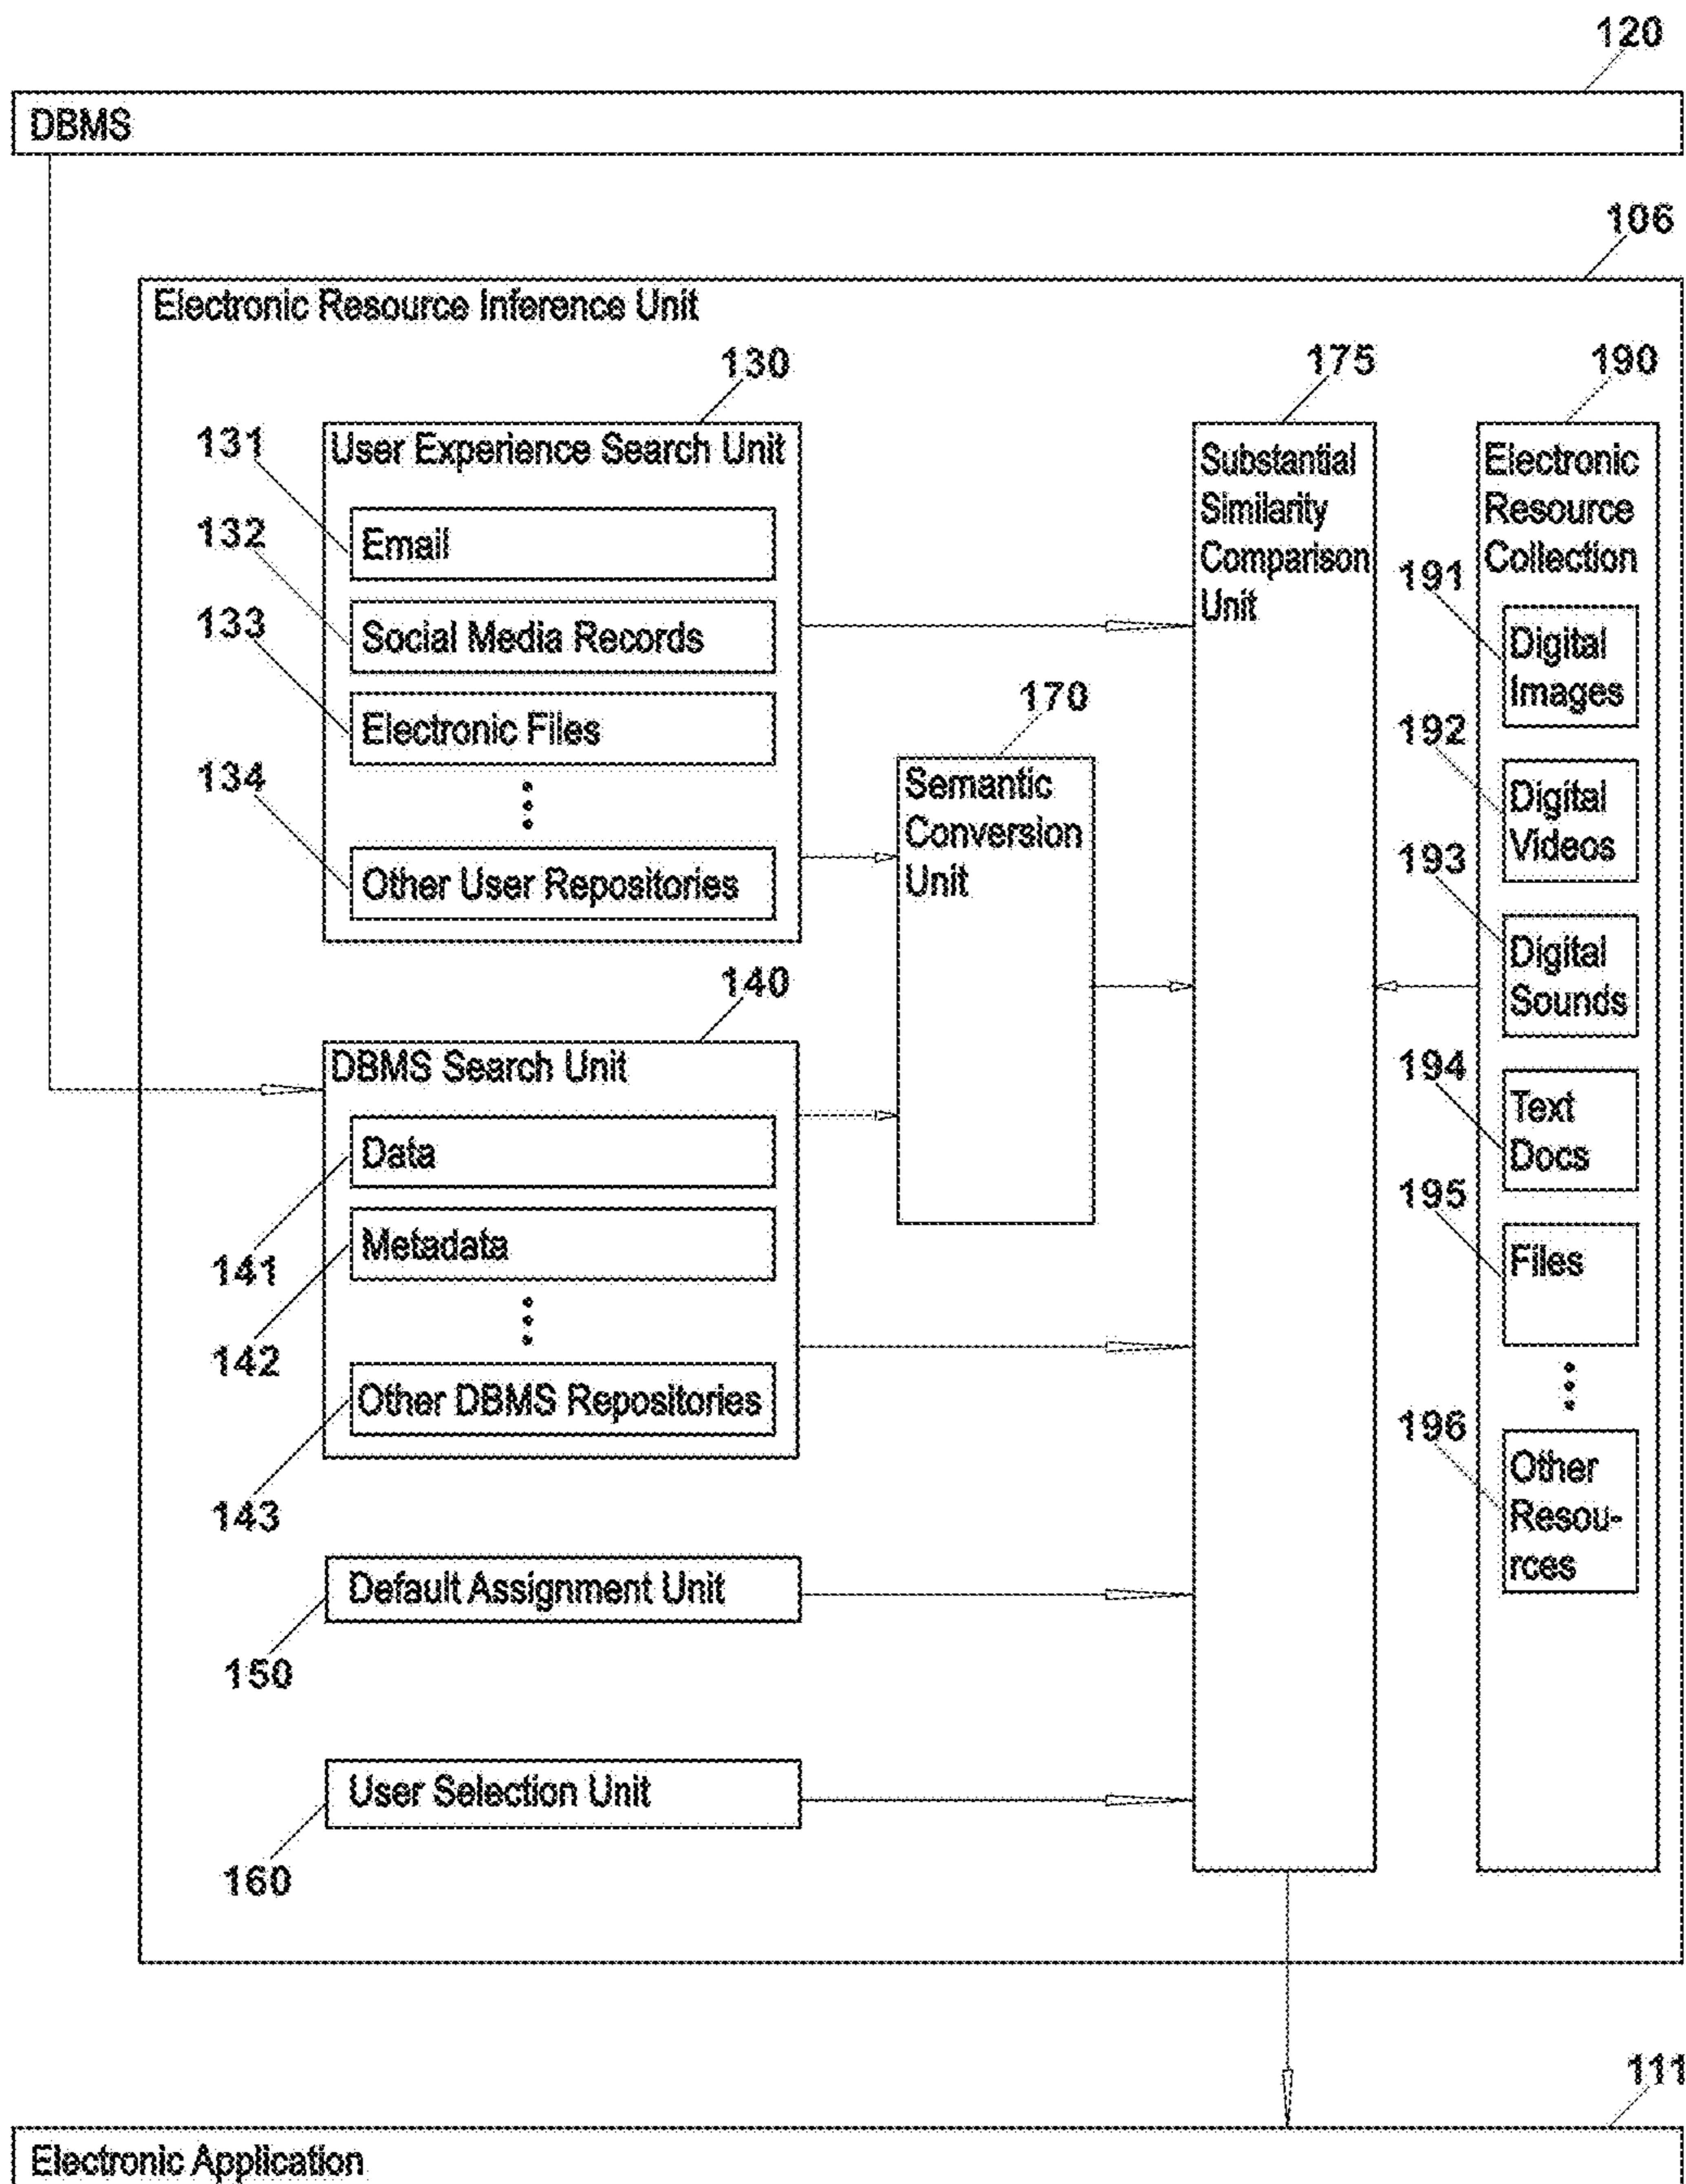 120
DBMS
106
Electronic Resource Inference Unit
130
User Experience Search Unit
131
Email
132
Social Media Records
133
Electronic Files
134
Other User Repositories
140
DBMS Search Unit
Data
141
Metadata
142
Other DBMS Repositories
143
Default Assignment Unit
150
User Selection Unit
160
170
Semantic
Conversion
Unit
175
Substantial
Similarity
Comparison
Unit
190
Electronic
Resource
Collection
191
Digital
Images
192
Digital
Videos
193
Digital
Sounds
194
Text
Docs
195
Files
196
Other
Resou-
rces
111
Electronic Application